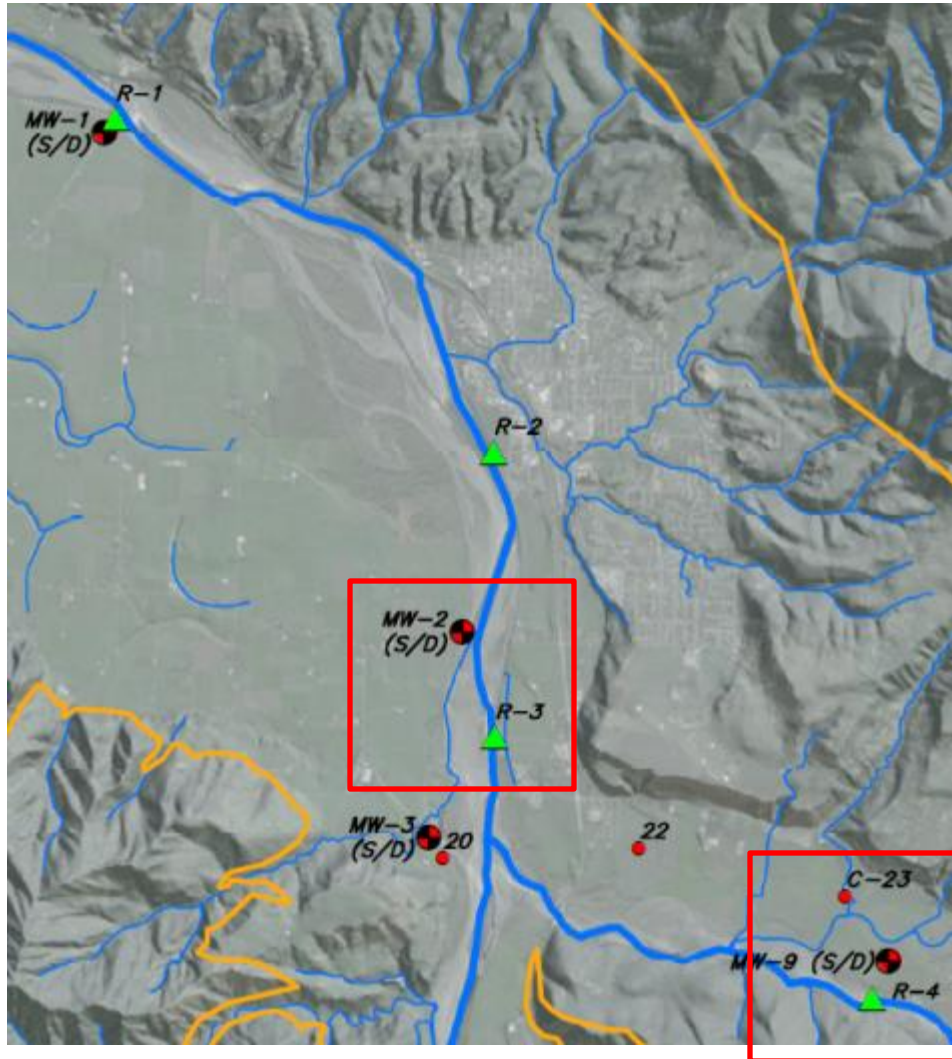 R-1
MW-1
(S/D)
R-2
MW-2
(S/D)
R-3
MW-3
(S/D)
20
22
C-23
MW-9 (S/D)
R-4